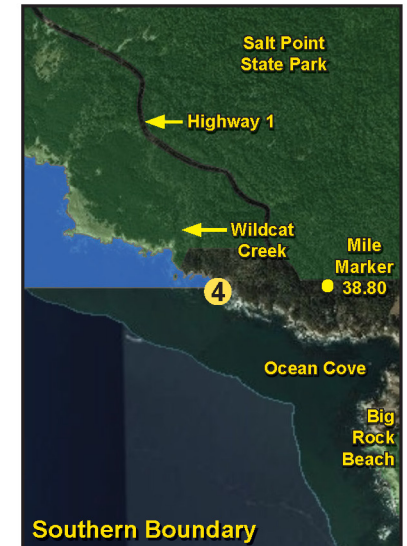 Salt Point
State Park
Highway 1
Wildcat
Creek
Mile
Marker
38.80
4
Ocean Cove
Big
Rock
Beach
Southern Boundary